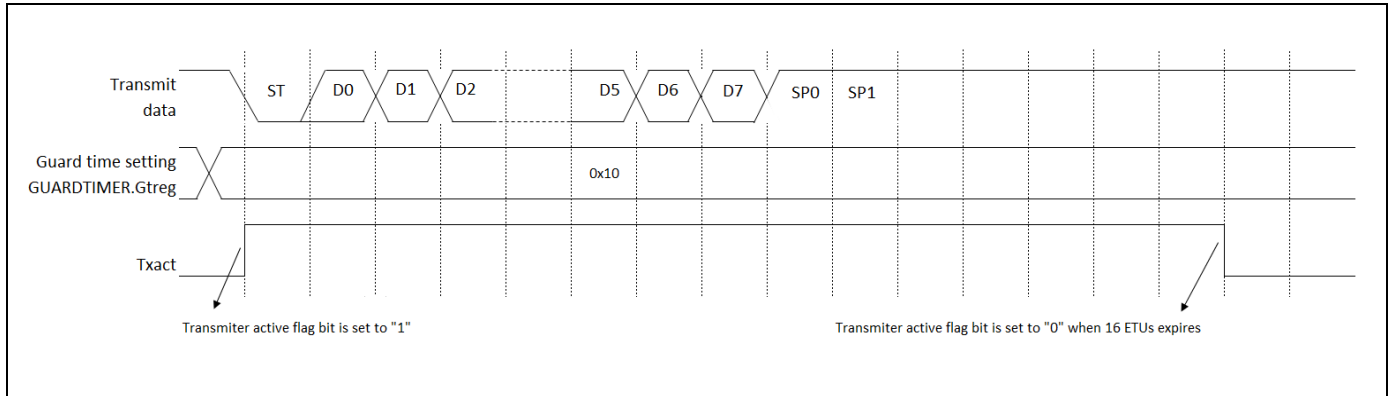 Transmit
data
ST D0 D1 D2 D5 D6 D7 SP0 SP1
Guard time setting
GUARDTIMER.Gtreg
0x10
Txact
Transmiter active flag bit is set to "1"
Transmiter active flag bit is set to "0" when 16 ETUs expires